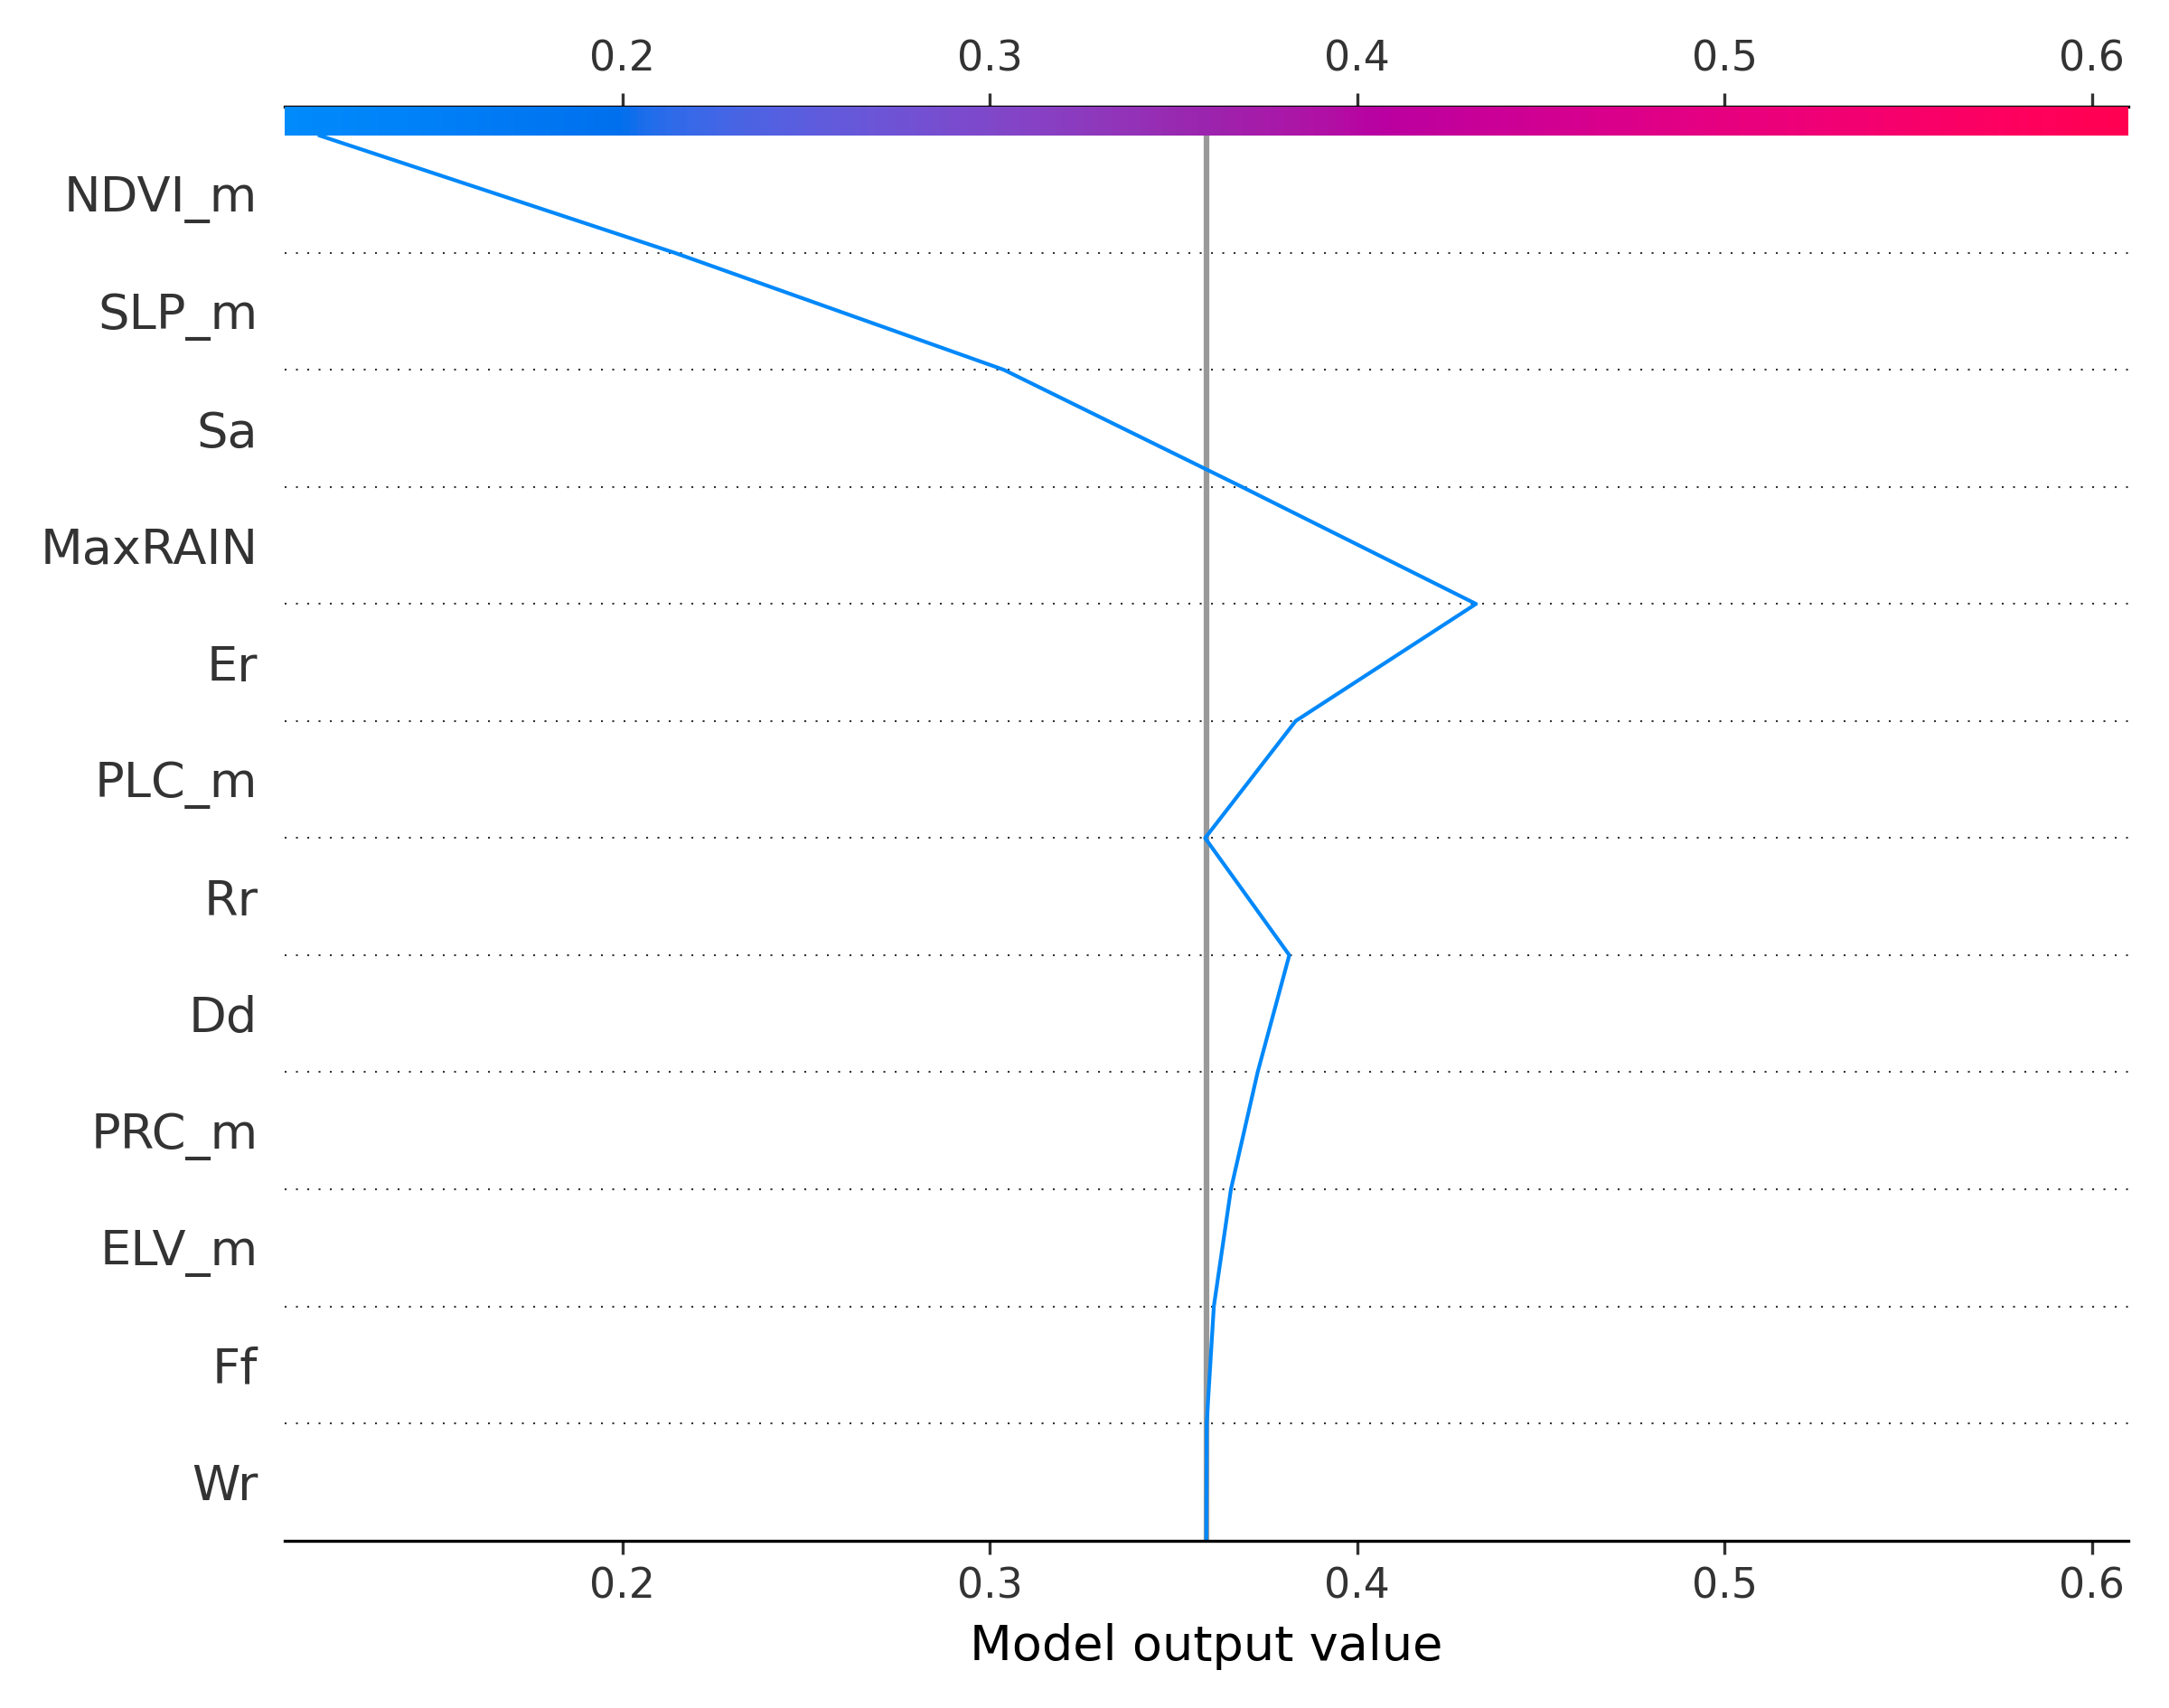 0.2 0.3 0.4 0.5 0.6
NDVI_m
SLP_m
Sa
MaxRAIN
Er
PLC_m
Rr
Dd
PRC_m
ELV_m
Ff
Wr
0.2 0.3 0.4 0.5 0.6
Model output value